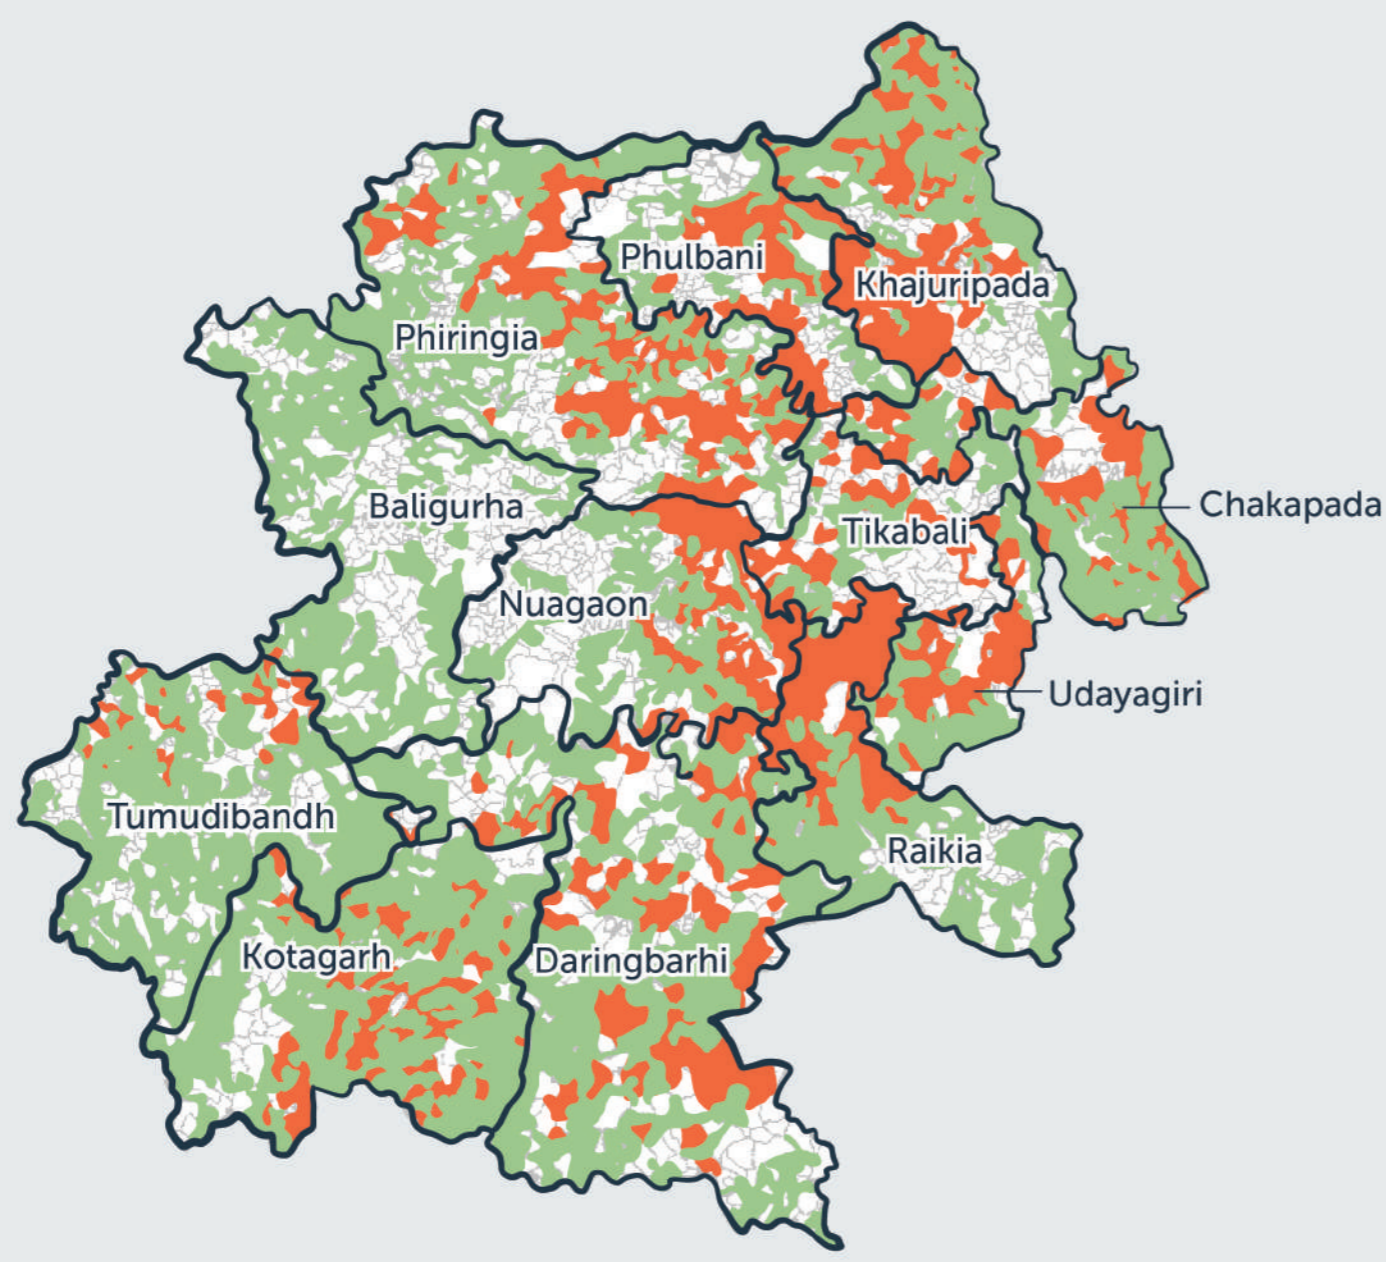 Phulbani
Khajuripada
Phiringia
Baligurha
Chakapada
Tikabali
Nuagaon
Udayagiri
Tumudibandh
Raikia
Kotagarh
Daringbarhi